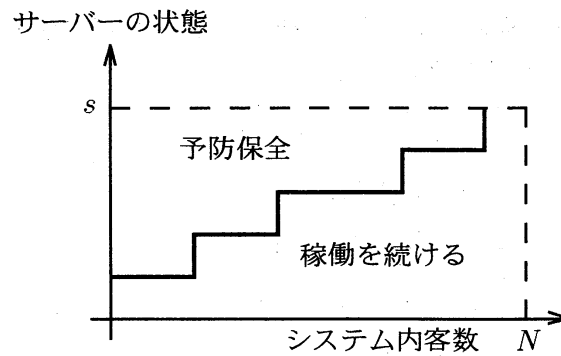 サーバーの状態
s
予防保全
稼働を続ける
システム内客数
N